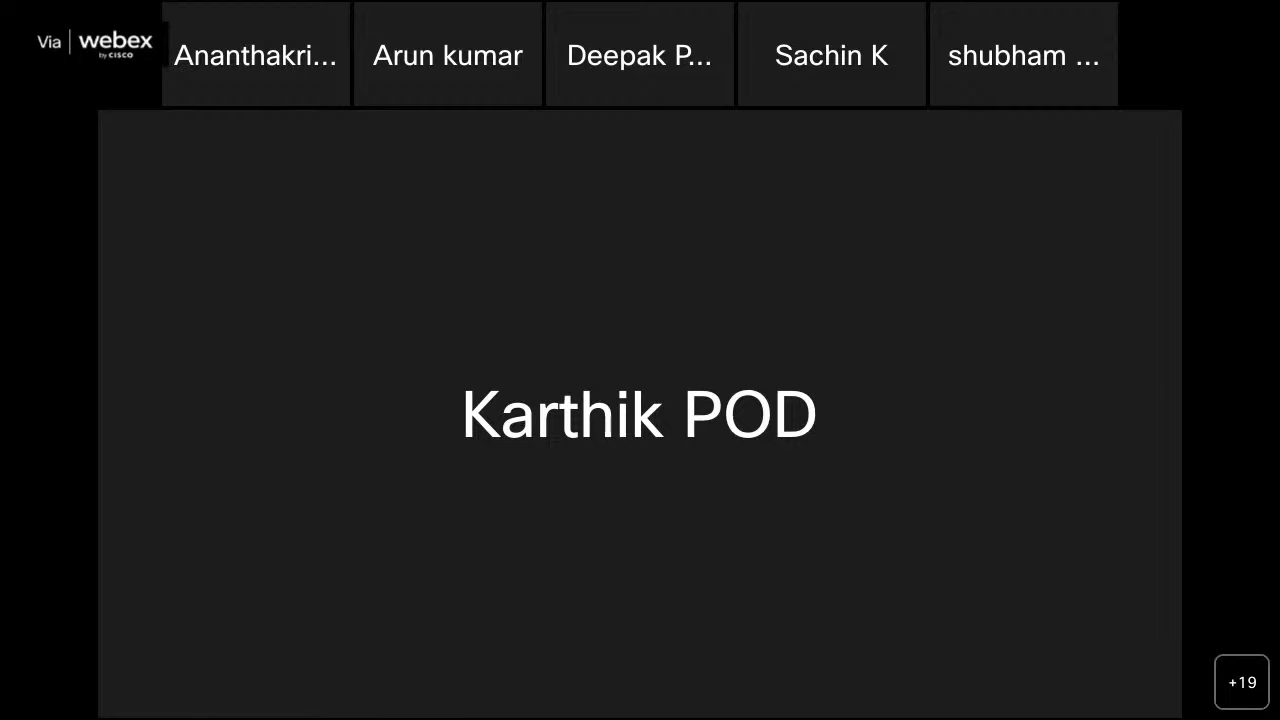 Via webex
by CISCO
Ananthakri...
Arun kumar
Deepak P...
Sachin K
shubham ...
Karthik POD
+19